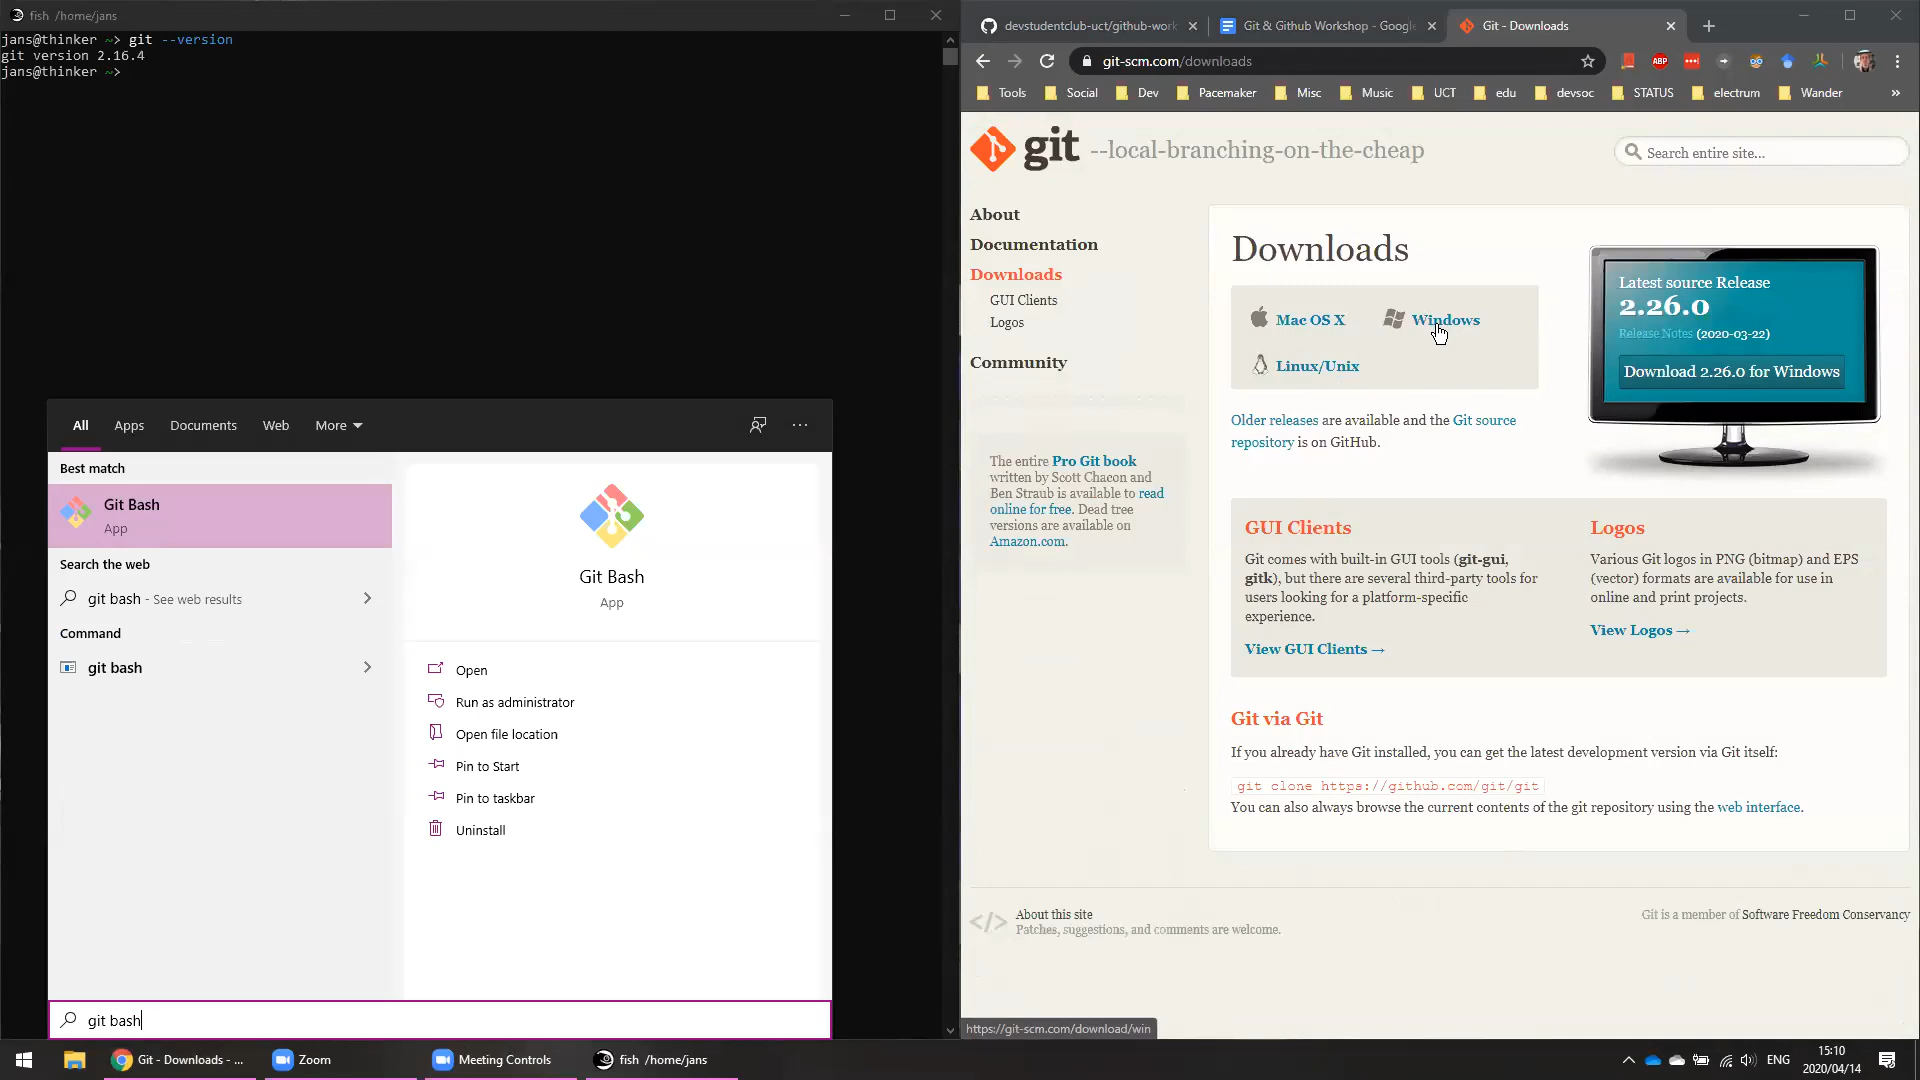 fish /home/jans
jans@thinker ~> git --version
git version 2.16.4
jans@thinker ~>
All
Apps
Documents
Web
More
Best match
Git Bash
App
Search the web
git bash - See web results
Command
git bash
Git Bash
App
Open
Run as administrator
Open file location
Pin to Start
Pin to taskbar
Uninstall
git bash
devstudentclub-uct/github-work
Git & Github Workshop - Google
Git - Downloads
git-scm.com/downloads
ABP
Tools
Social
Dev
Pacemaker
Misc
Music
UCT
edu
devsoc
STATUS
electrum
Wander
»
git --local-branching-on-the-cheap
Search entire site...
About
Documentation
Downloads
GUI Clients
Logos
Community
The entire Pro Git book
written by Scott Chacon and
Ben Straub is available to read
online for free. Dead tree
versions are available on
Amazon.com.
Downloads
Mac OS X
Windows
Linux/Unix
Older releases are available and the Git source
repository is on GitHub.
Latest source Release
2.26.0
Release Notes (2020-03-22)
Download 2.26.0 for Windows
GUI Clients
Git comes with built-in GUI tools (git-gui,
gitk), but there are several third-party tools for
users looking for a platform-specific
experience.
View GUI Clients →
Logos
Various Git logos in PNG (bitmap) and EPS
(vector) formats are available for use in
online and print projects.
View Logos →
Git via Git
If you already have Git installed, you can get the latest development version via Git itself:
git clone https://github.com/git/git
You can also always browse the current contents of the git repository using the web interface.
</>
About this site
Patches, suggestions, and comments are welcome.
Git is a member of Software Freedom Conservancy
https://git-scm.com/download/win
Git - Downloads - ...
Zoom
Meeting Controls
fish /home/jans
ENG
15:10
2020/04/14